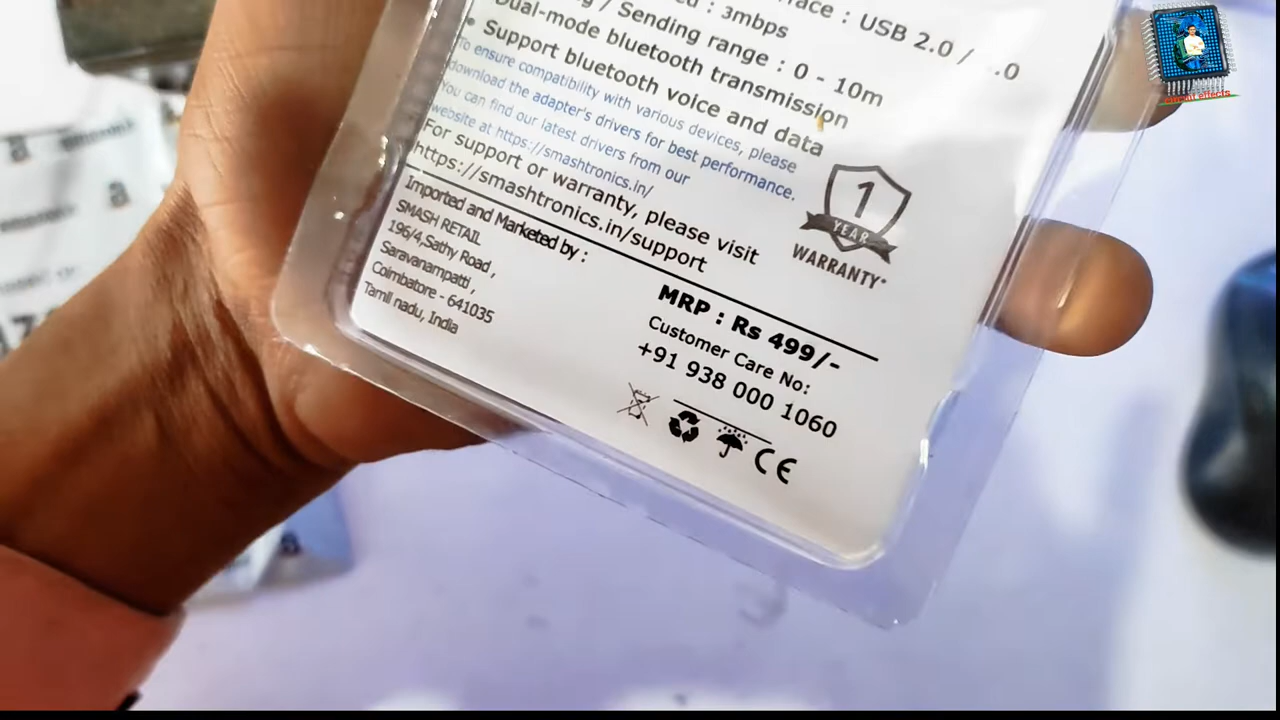 face : USB 2.0 / .0
: 3mbps
/ Sending range : 0 - 10m
Dual-mode bluetooth transmission
• Support bluetooth voice and data
To ensure compatibility with various devices, please
download the adapter's drivers for best performance.
You can find our latest drivers from our
website at https://smashtronics.in/
For support or warranty, please visit
https://smashtronics.in/support
1
YEAR
WARRANTY*
Imported and Marketed by :
SMASH RETAIL
196/4,Sathy Road ,
Saravanampatti ,
Coimbatore - 641035
Tamil nadu, India
MRP : Rs 499/-
Customer Care No:
+91 938 000 1060
CE
a
a